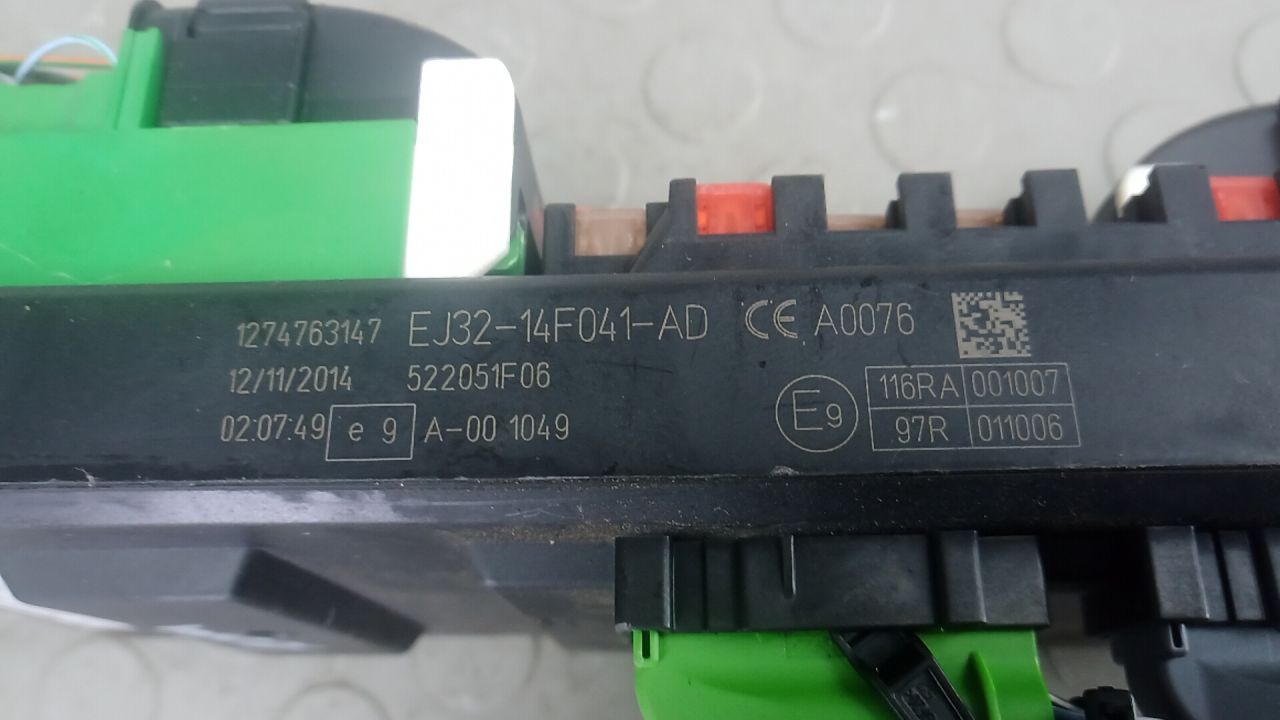 1274763147 EJ32-14F041-AD CE A0076
12/11/2014 522051F06
02:07:49 e 9 A-00 1049
E9
116RA 001007
97R 011006